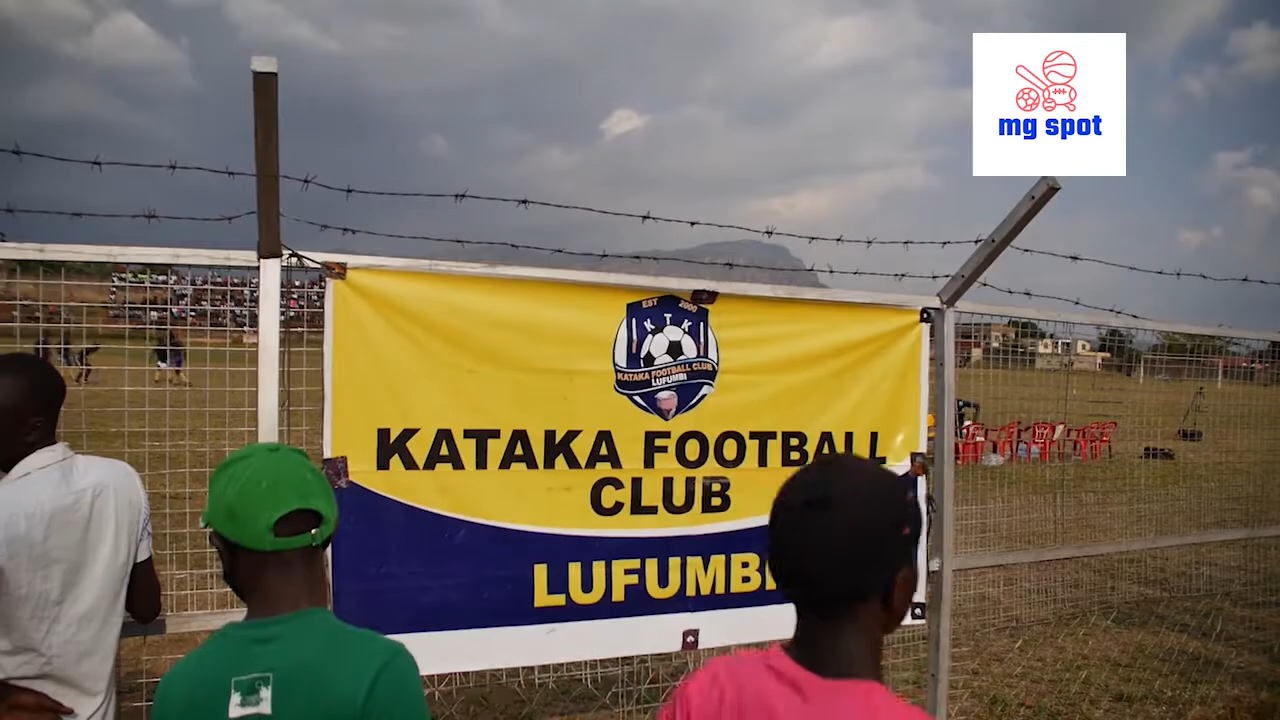 mg spot
EST 2000
KTK
KATAKA FOOTBALL CLUB
LUFUMBI
KATAKA FOOTBALL
CLUB
LUFUMBI